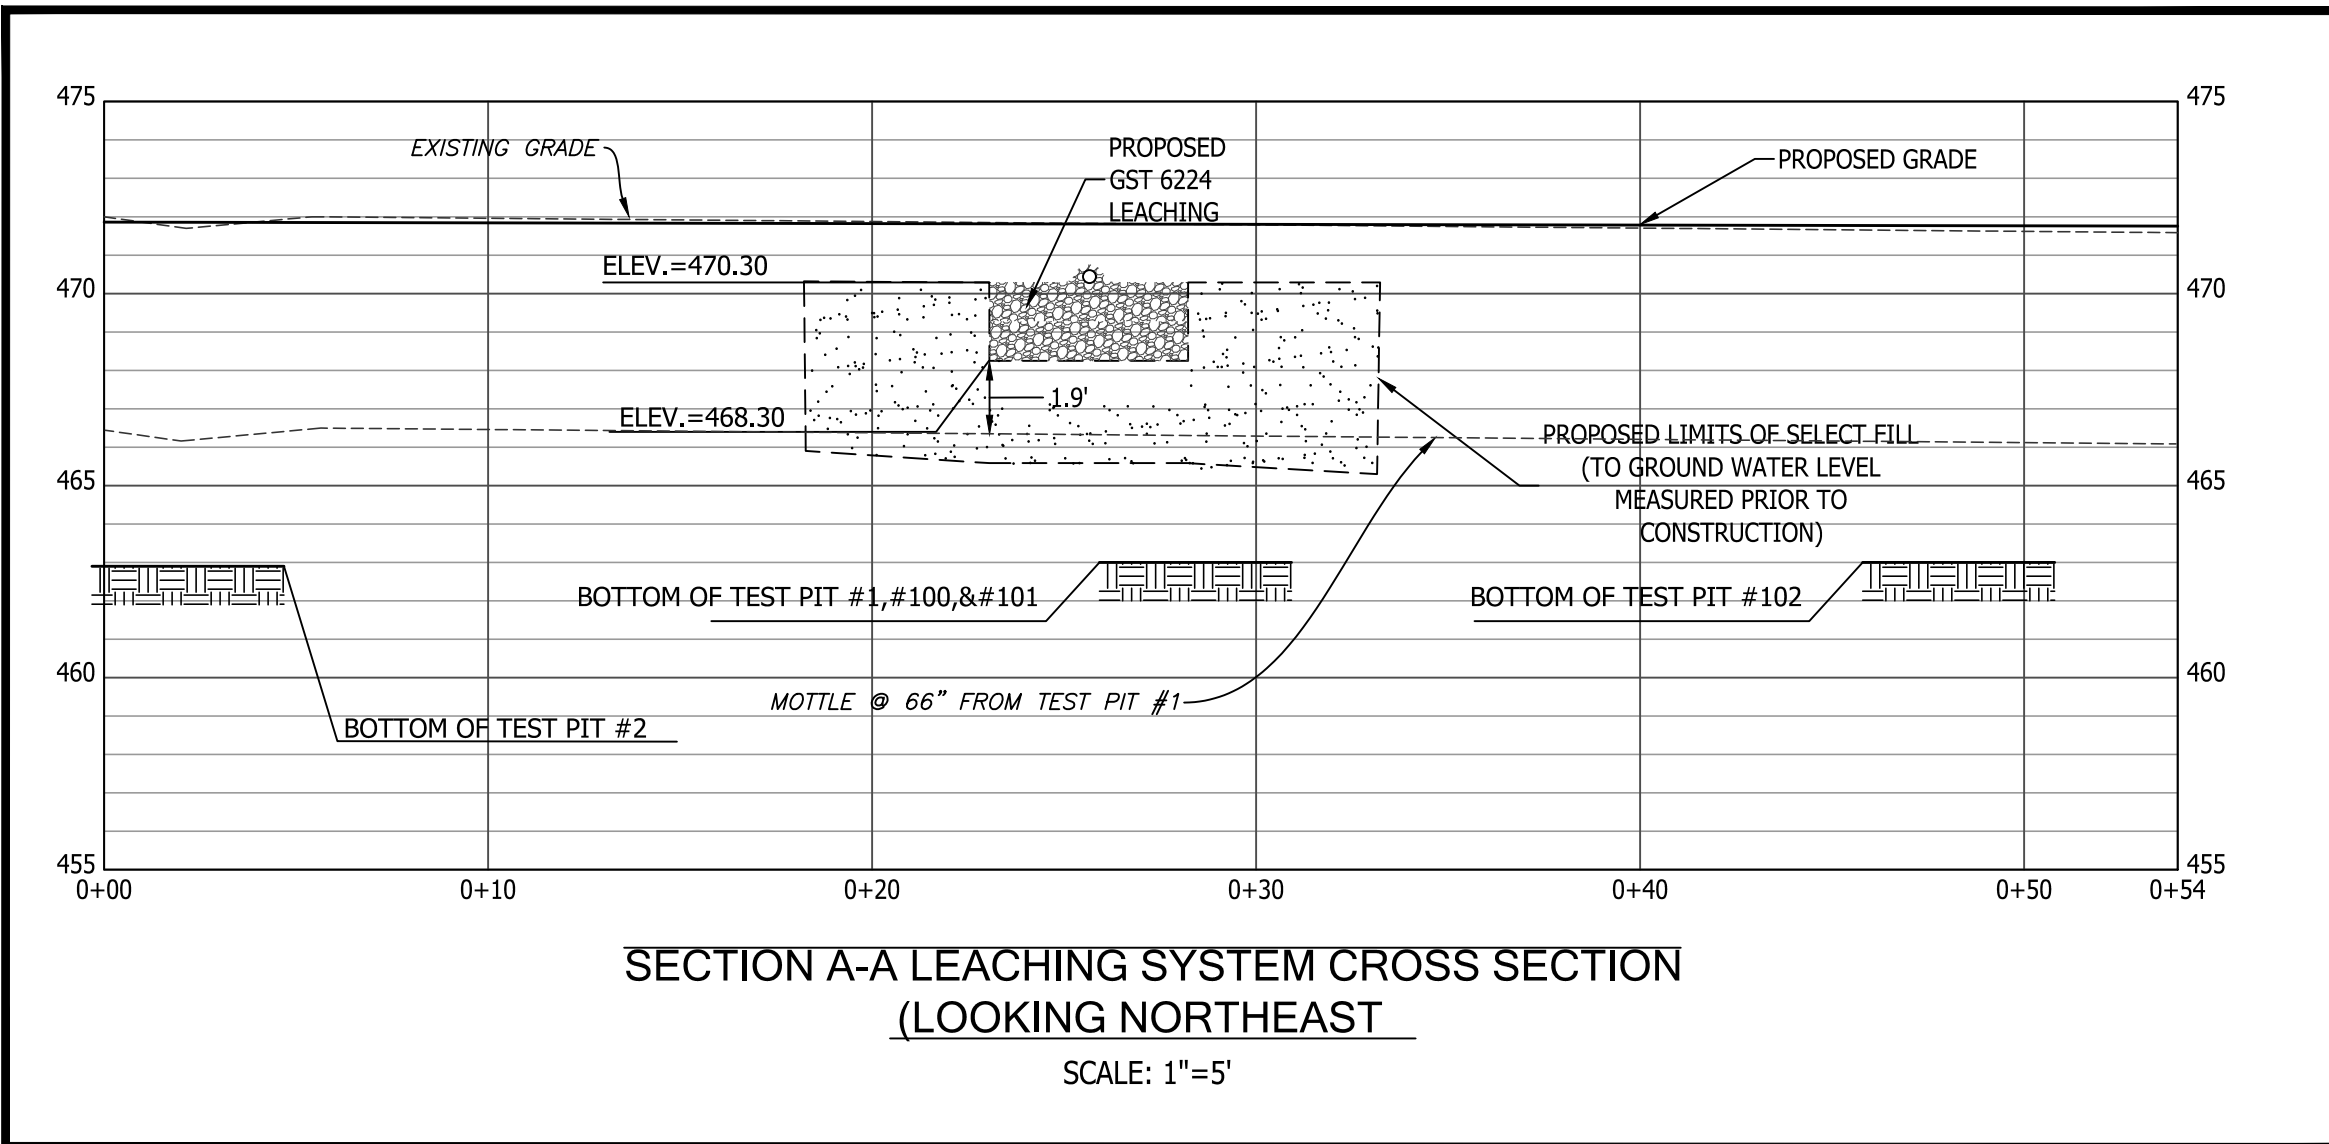 475
475
EXISTING GRADE
PROPOSED
GST 6224
LEACHING
PROPOSED GRADE
ELEV.=470.30
470
470
1.9'
ELEV.=468.30
PROPOSED LIMITS OF SELECT FILL
(TO GROUND WATER LEVEL
MEASURED PRIOR TO
CONSTRUCTION)
465
465
BOTTOM OF TEST PIT #1,#100,&#101
BOTTOM OF TEST PIT #102
460
460
MOTTLE @ 66" FROM TEST PIT #1
BOTTOM OF TEST PIT #2
455
455
0+00
0+10
0+20
0+30
0+40
0+50
0+54
SECTION A-A LEACHING SYSTEM CROSS SECTION
(LOOKING NORTHEAST
SCALE: 1"=5'